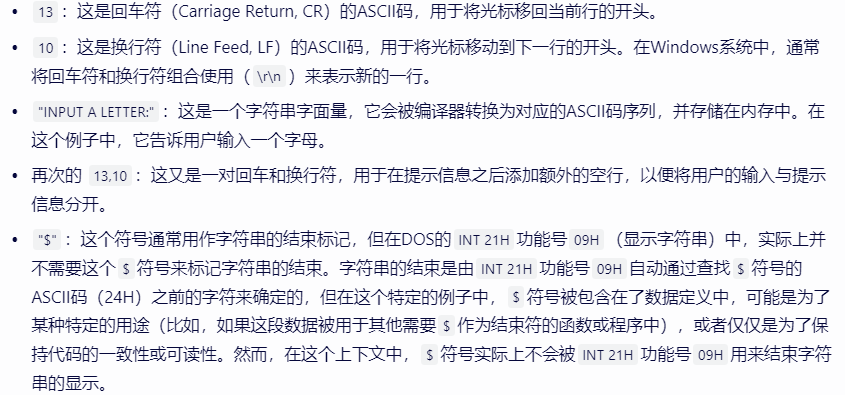 • 13：这是回车符（Carriage Return, CR）的ASCII码，用于将光标移回当前行的开头。
• 10：这是换行符（Line Feed, LF）的ASCII码，用于将光标移动到下一行的开头。在Windows系统中，通常
将回车符和换行符组合使用（\r\n）来表示新的一行。
• "INPUT A LETTER:"：这是一个字符串字面量，它会被编译器转换为对应的ASCII码序列，并存储在内存中。在
这个例子中，它告诉用户输入一个字母。
• 再次的 13,10：这又是一对回车和换行符，用于在提示信息之后添加额外的空行，以便将用户的输入与提示
信息分开。
• "$"：这个符号通常用作字符串的结束标记，但在DOS的 INT 21H 功能号 09H （显示字符串）中，实际上并
不需要这个 $ 符号来标记字符串的结束。字符串的结束是由 INT 21H 功能号 09H 自动通过查找 $ 符号的
ASCII码（24H）之前的字符来确定的，但在这个特定的例子中， $ 符号被包含在了数据定义中，可能是为了
某种特定的用途（比如，如果这段数据被用于其他需要 $ 作为结束符的函数或程序中），或者仅仅是为了保
持代码的一致性或可读性。然而，在这个上下文中， $ 符号实际上不会被 INT 21H 功能号 09H 用来结束字符
串的显示。